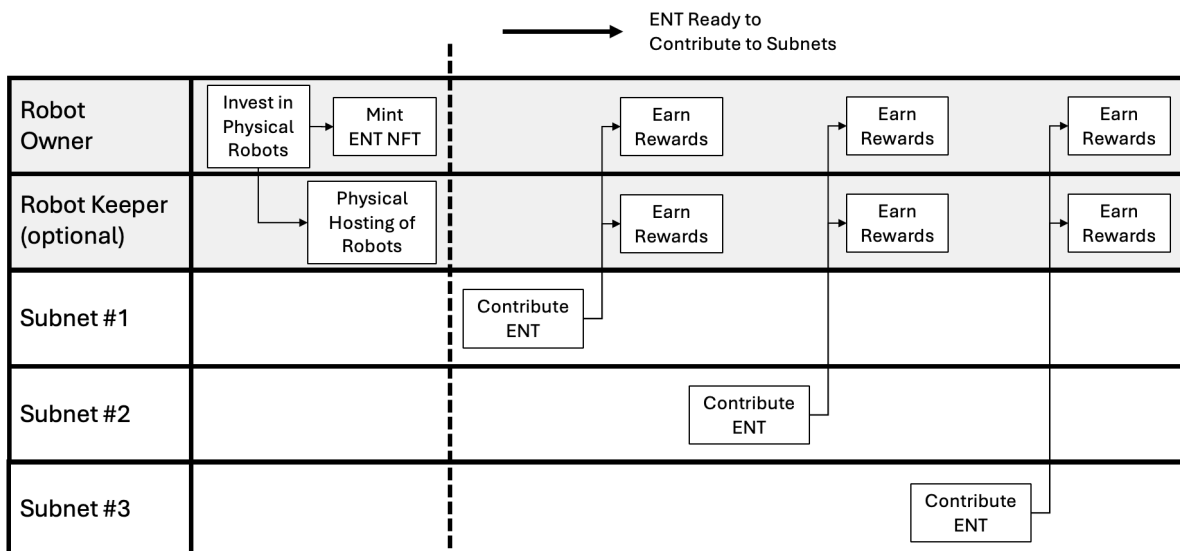 ENT Ready to
Contribute to Subnets
Robot
Owner
Invest in
Physical
Robots
Mint
ENT NFT
Earn
Rewards
Earn
Rewards
Earn
Rewards
Robot Keeper
(optional)
Physical
Hosting of
Robots
Earn
Rewards
Earn
Rewards
Earn
Rewards
Subnet #1
Contribute
ENT
Subnet #2
Contribute
ENT
Subnet #3
Contribute
ENT